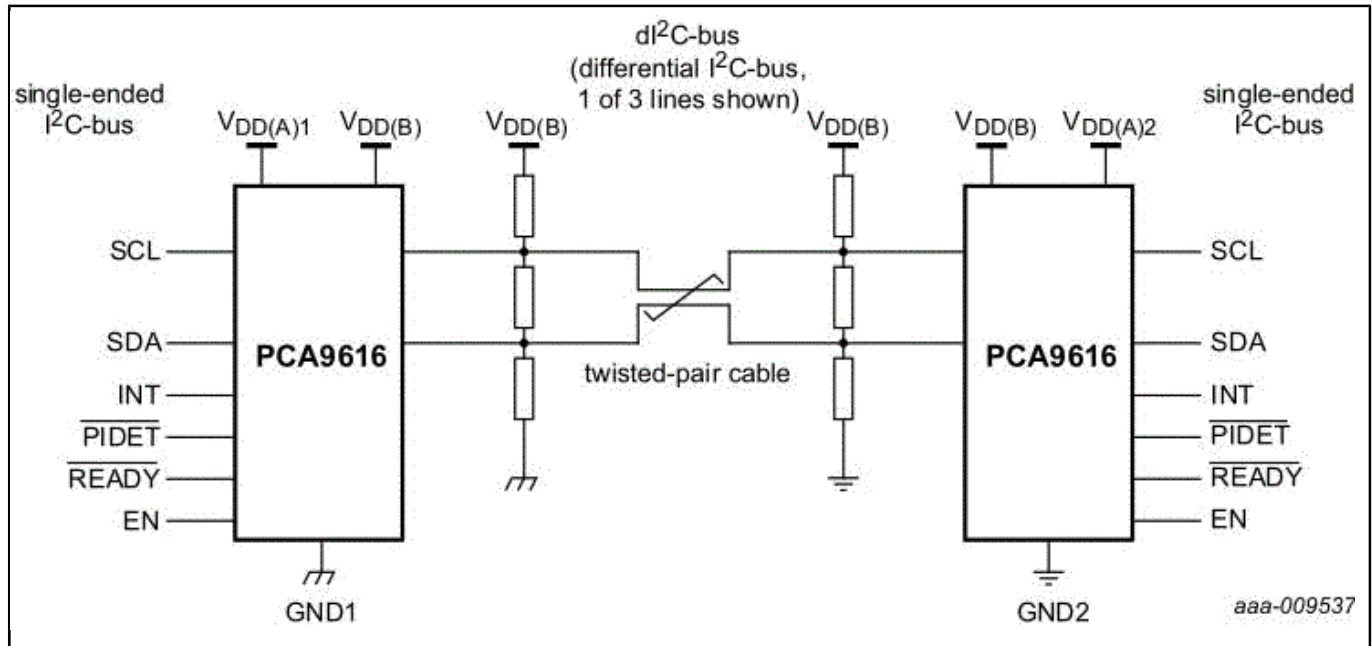 dI²C-bus
(differential I²C-bus,
1 of 3 lines shown)
single-ended
I²C-bus
VDD(A)1
VDD(B)
VDD(B)
VDD(B)
VDD(B)
VDD(A)2
single-ended
I²C-bus
SCL
SDA
INT
PIDET
READY
EN
PCA9616
GND1
twisted-pair cable
PCA9616
SCL
SDA
INT
PIDET
READY
EN
GND2
aaa-009537